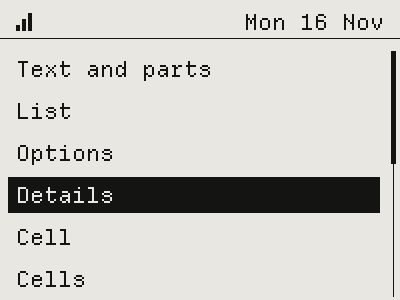 Mon 16 Nov
Text and parts
List
Options
Details
Cell
Cells